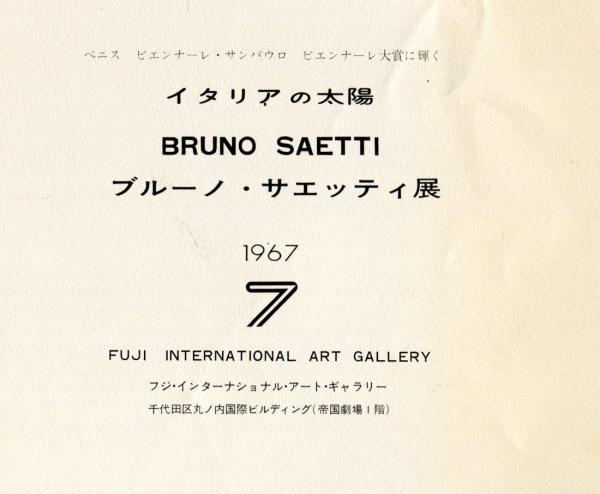 ベニス ビエンナーレ・サンパウロ ビエンナーレ大賞に輝く
イタリアの太陽
BRUNO SAETTI
ブルーノ・サエッティ展
1967
7
FUJI INTERNATIONAL ART GALLERY
フジ・インターナショナル・アート・ギャラリー
千代田区丸ノ内国際ビルディング(帝国劇場1階)